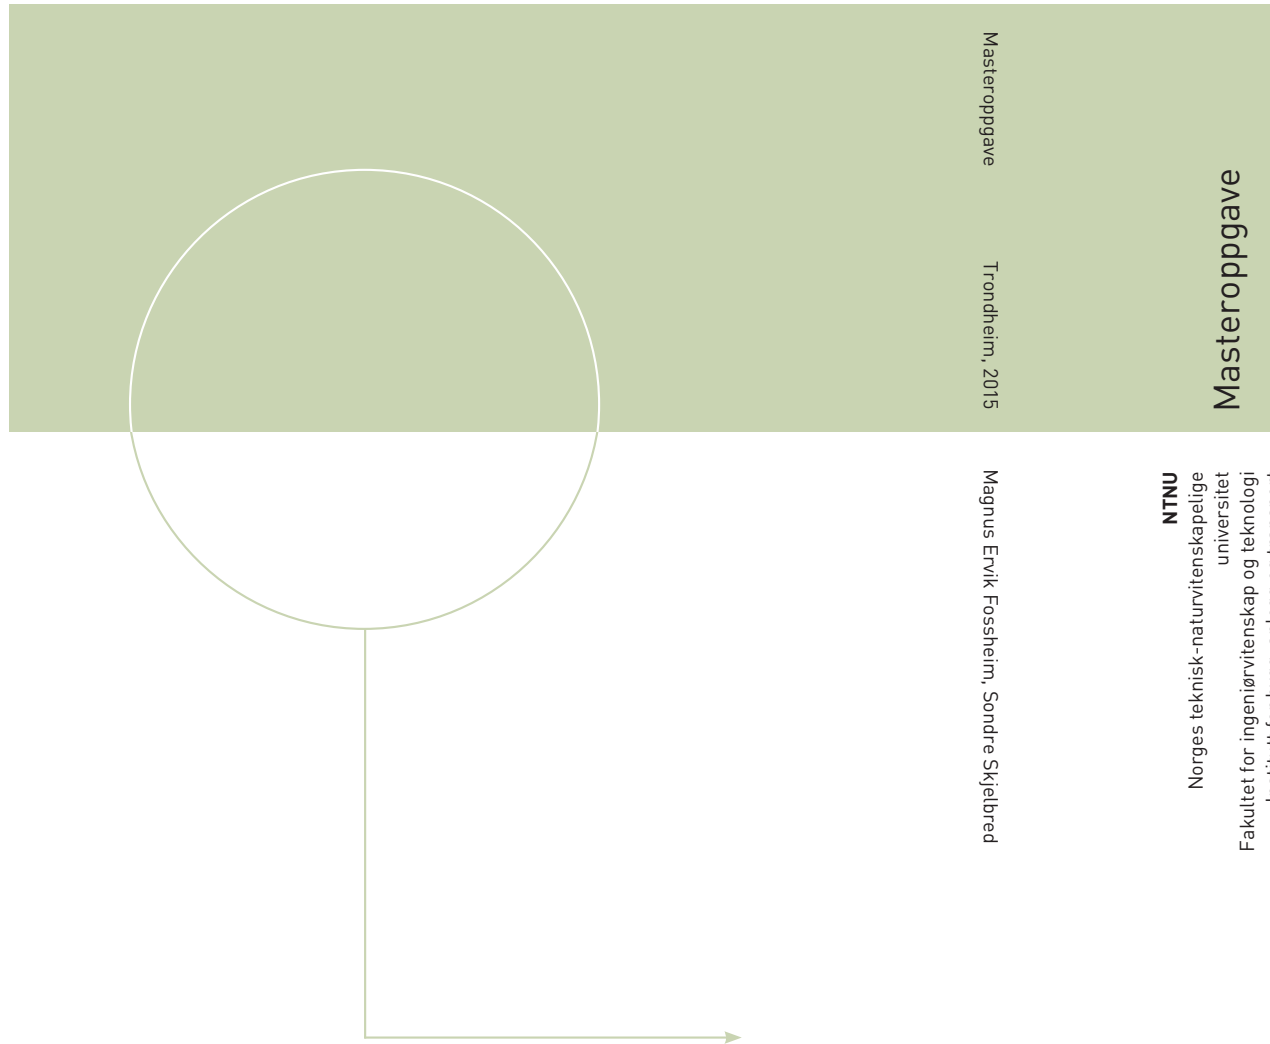 Masteroppgave
Trondheim, 2015
Magnus Ervik Fossheim, Sondre Skjelbred
Masteroppgave
NTNU
Norges teknisk-naturvitenskapelige
universitet
Fakultet for ingeniørvitenskap og teknologi